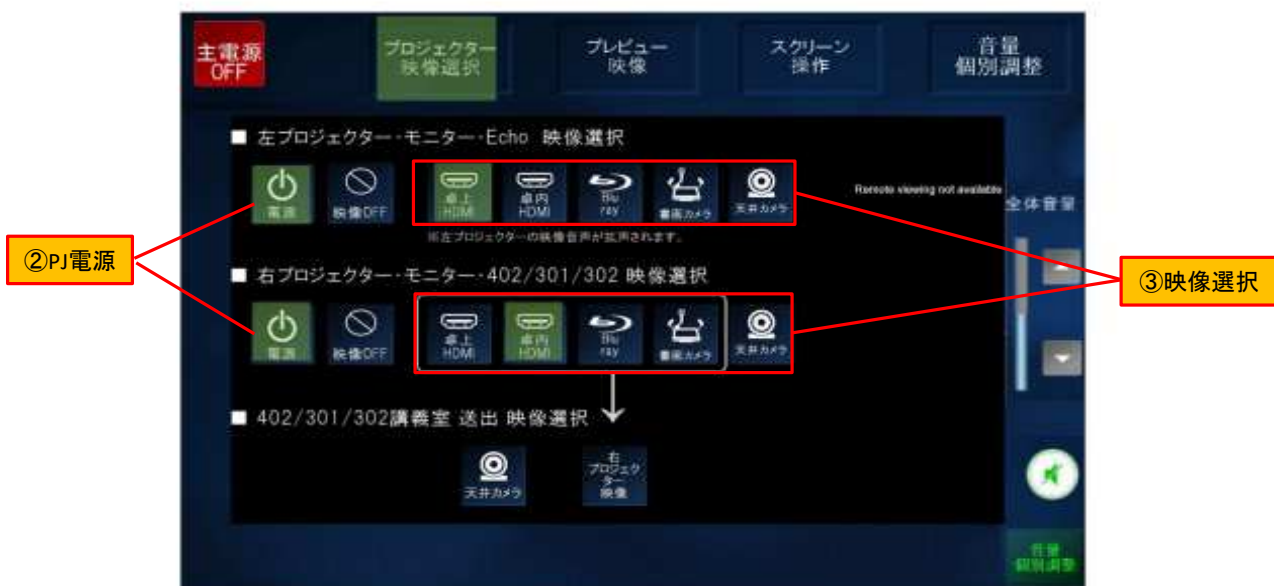 主電源
OFF
プロジェクター
映像選択
プレビュー
映像
スクリーン
操作
音量
個別調整
■ 左プロジェクター・モニター・Echo 映像選択
電源
映像OFF
卓上
HDMI
卓内
HDMI
Blu
ray
書画カメラ
天井カメラ
Remote viewing not available
※左プロジェクターの映像音声が拡声されます。
全体音量
②PJ電源
③映像選択
■ 右プロジェクター・モニター・402/301/302 映像選択
電源
映像OFF
卓上
HDMI
卓内
HDMI
Blu
ray
書画カメラ
天井カメラ
■ 402/301/302講義室 送出 映像選択
天井カメラ
右
プロジェク
ター
映像
音量
個別調整